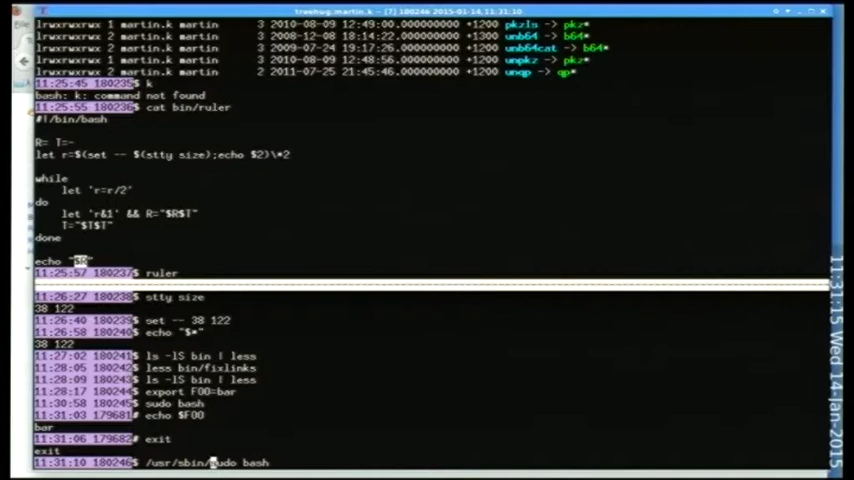 treehug:martin.k - (7) 180246 2015-01-14,11:31:10
lrwxrwxrwx 1 martin.k martin 3 2010-08-09 12:49:00.000000000 +1200 pkzls -> pkz*
lrwxrwxrwx 2 martin.k martin 3 2008-12-08 18:14:22.000000000 +1300 unb64 -> b64*
lrwxrwxrwx 2 martin.k martin 3 2009-07-24 19:17:26.000000000 +1200 unb64cat -> b64*
lrwxrwxrwx 1 martin.k martin 3 2010-08-09 12:48:56.000000000 +1200 unpkz -> pkz*
lrwxrwxrwx 2 martin.k martin 2 2011-07-25 21:45:46.000000000 +1200 unqp -> qp*
11:25:45 180235$ k
bash: k: command not found
11:25:55 180236$ cat bin/ruler
#!/bin/bash
R= T=-
let r=$(set -- $(stty size);echo $2)\*2
while
let 'r=r/2'
do
let 'r&1' && R="$R$T"
T="$T$T"
done
echo "$R"
11:25:57 180237$ ruler
11:26:27 180238$ stty size
38 122
11:26:40 180239$ set -- 38 122
11:26:58 180240$ echo "$*"
38 122
11:27:02 180241$ ls -lS bin | less
11:28:05 180242$ less bin/fixlinks
11:28:09 180243$ ls -lS bin | less
11:28:17 180244$ export FOO=bar
11:30:58 180245$ sudo bash
11:31:03 179681# echo $FOO
bar
11:31:06 179682# exit
exit
11:31:10 180246$ /usr/sbin/sudo bash
11:31:15 Wed 14-Jan-2015